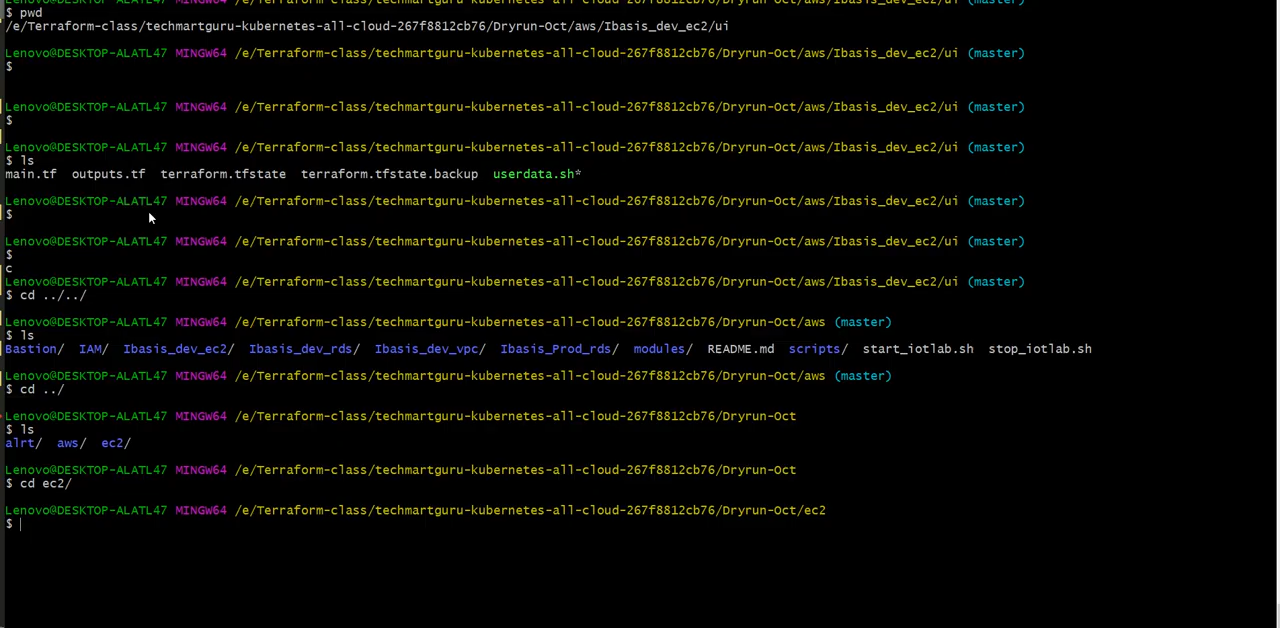 $ pwd
/e/Terraform-class/techmartguru-kubernetes-all-cloud-267f8812cb76/Dryrun-Oct/aws/Ibasis_dev_ec2/ui
Lenovo@DESKTOP-ALATL47 MINGW64 /e/Terraform-class/techmartguru-kubernetes-all-cloud-267f8812cb76/Dryrun-Oct/aws/Ibasis_dev_ec2/ui (master)
$
Lenovo@DESKTOP-ALATL47 MINGW64 /e/Terraform-class/techmartguru-kubernetes-all-cloud-267f8812cb76/Dryrun-Oct/aws/Ibasis_dev_ec2/ui (master)
$
Lenovo@DESKTOP-ALATL47 MINGW64 /e/Terraform-class/techmartguru-kubernetes-all-cloud-267f8812cb76/Dryrun-Oct/aws/Ibasis_dev_ec2/ui (master)
$ ls
main.tf  outputs.tf  terraform.tfstate  terraform.tfstate.backup  userdata.sh*
Lenovo@DESKTOP-ALATL47 MINGW64 /e/Terraform-class/techmartguru-kubernetes-all-cloud-267f8812cb76/Dryrun-Oct/aws/Ibasis_dev_ec2/ui (master)
$
Lenovo@DESKTOP-ALATL47 MINGW64 /e/Terraform-class/techmartguru-kubernetes-all-cloud-267f8812cb76/Dryrun-Oct/aws/Ibasis_dev_ec2/ui (master)
$
c
Lenovo@DESKTOP-ALATL47 MINGW64 /e/Terraform-class/techmartguru-kubernetes-all-cloud-267f8812cb76/Dryrun-Oct/aws/Ibasis_dev_ec2/ui (master)
$ cd ../../
Lenovo@DESKTOP-ALATL47 MINGW64 /e/Terraform-class/techmartguru-kubernetes-all-cloud-267f8812cb76/Dryrun-Oct/aws (master)
$ ls
Bastion/  IAM/  Ibasis_dev_ec2/  Ibasis_dev_rds/  Ibasis_dev_vpc/  Ibasis_Prod_rds/  modules/  README.md  scripts/  start_iotlab.sh  stop_iotlab.sh
Lenovo@DESKTOP-ALATL47 MINGW64 /e/Terraform-class/techmartguru-kubernetes-all-cloud-267f8812cb76/Dryrun-Oct/aws (master)
$ cd ../
Lenovo@DESKTOP-ALATL47 MINGW64 /e/Terraform-class/techmartguru-kubernetes-all-cloud-267f8812cb76/Dryrun-Oct
$ ls
alrt/  aws/  ec2/
Lenovo@DESKTOP-ALATL47 MINGW64 /e/Terraform-class/techmartguru-kubernetes-all-cloud-267f8812cb76/Dryrun-Oct
$ cd ec2/
Lenovo@DESKTOP-ALATL47 MINGW64 /e/Terraform-class/techmartguru-kubernetes-all-cloud-267f8812cb76/Dryrun-Oct/ec2
$